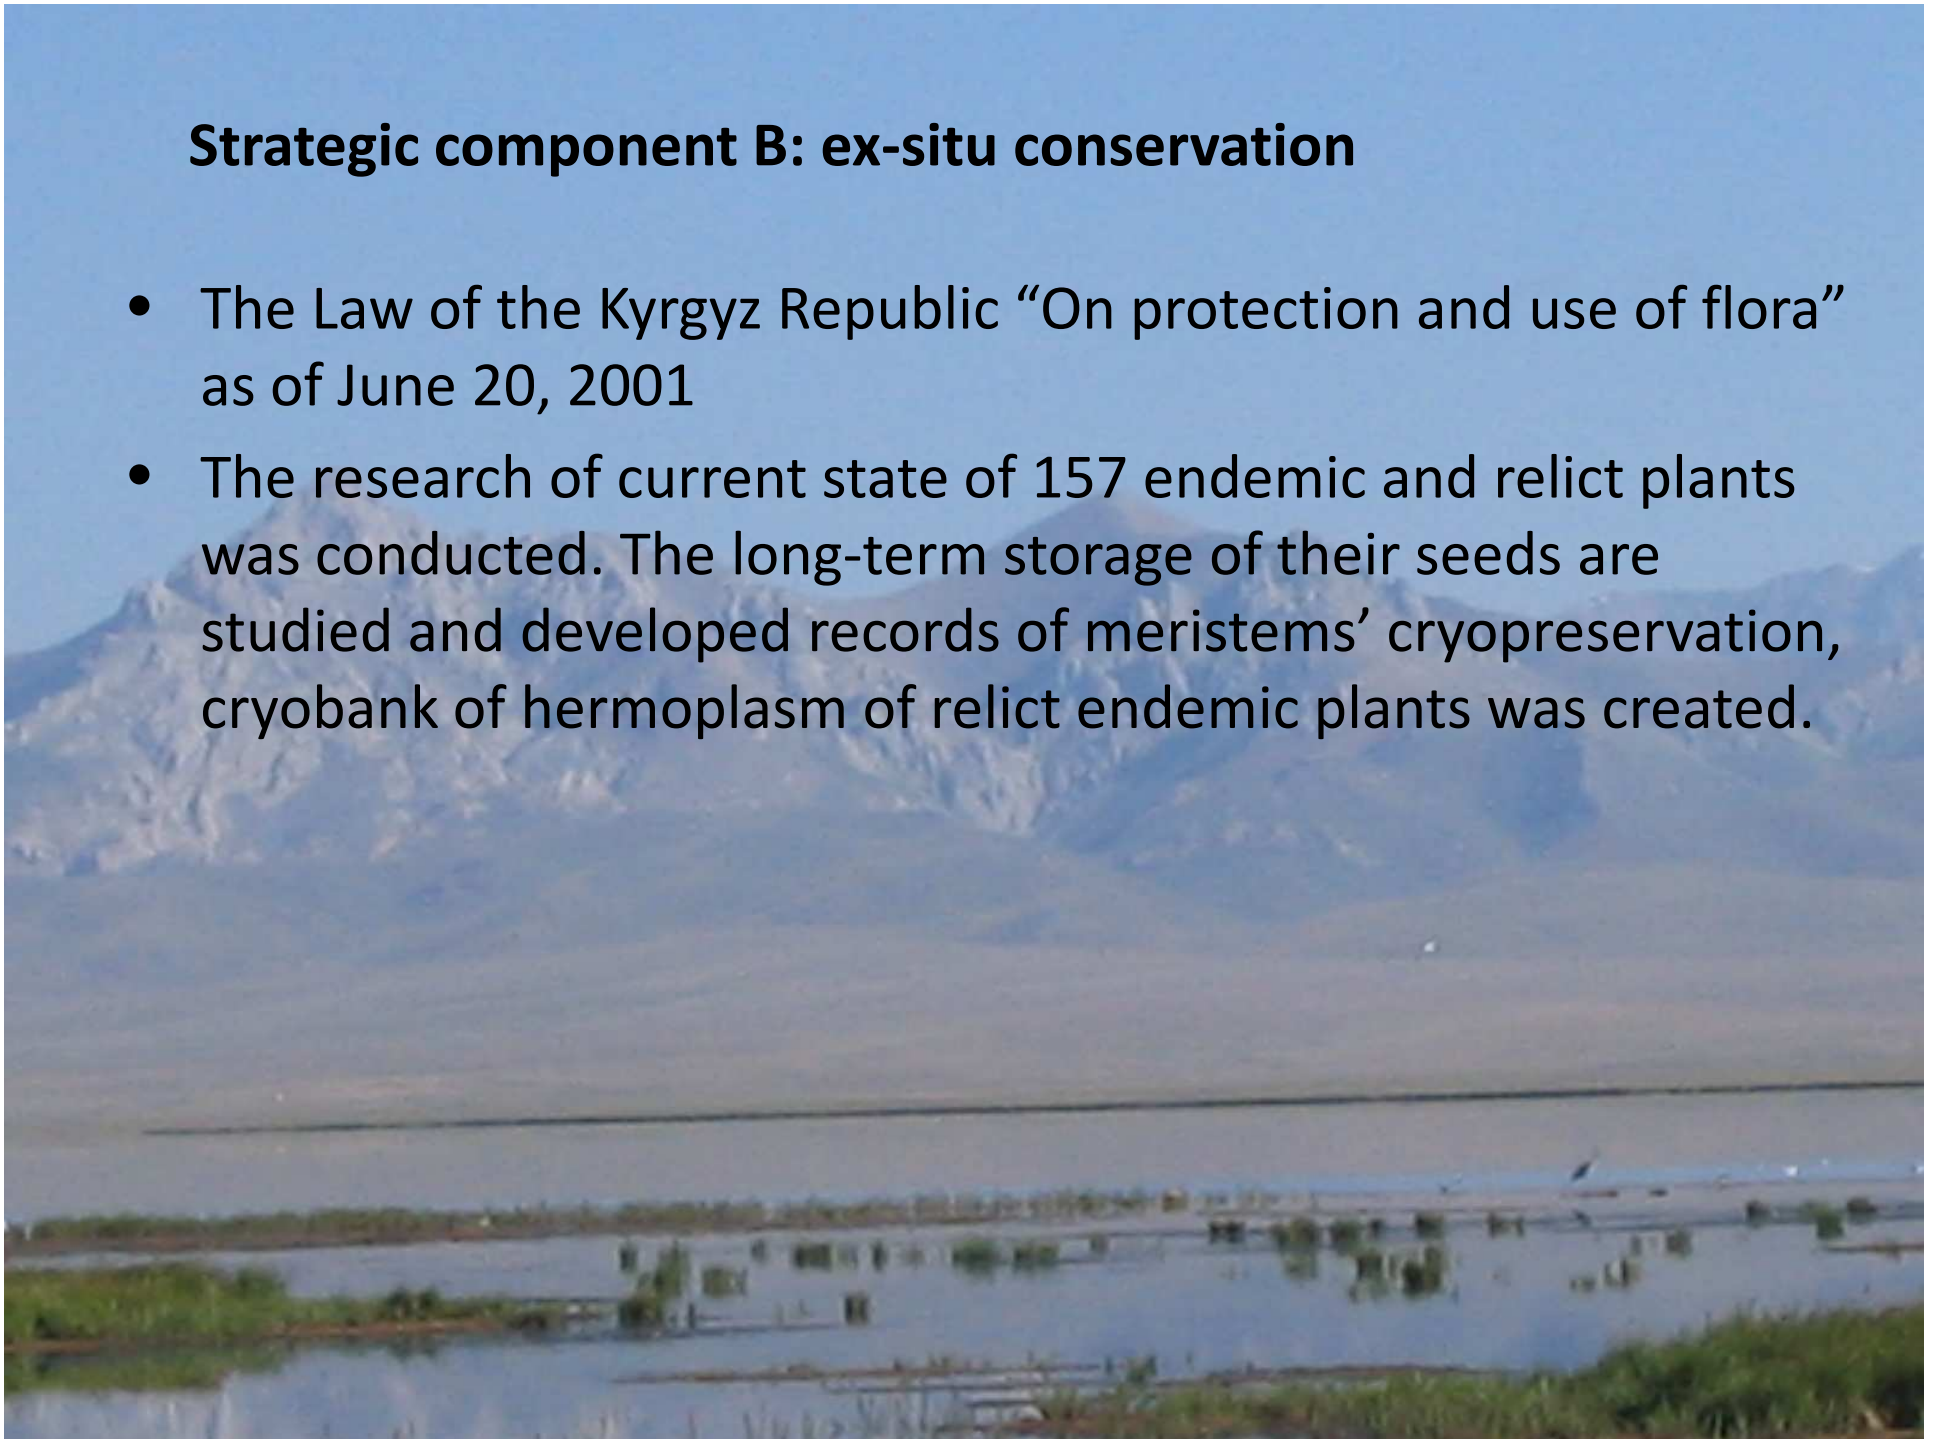 Strategic component B: ex-situ conservation
• The Law of the Kyrgyz Republic “On protection and use of flora”
as of June 20, 2001
• The research of current state of 157 endemic and relict plants
was conducted. The long-term storage of their seeds are
studied and developed records of meristems’ cryopreservation,
cryobank of hermoplasm of relict endemic plants was created.